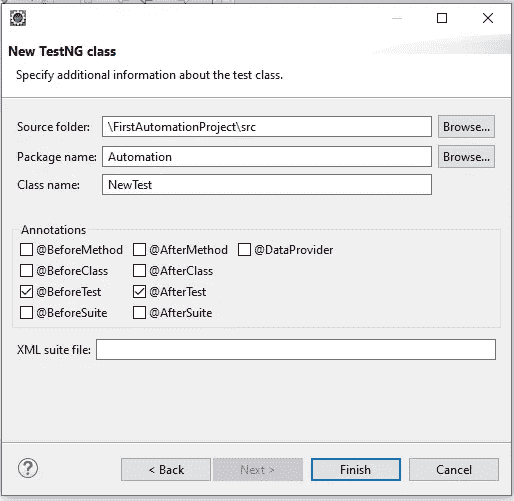 New TestNG class
Specify additional information about the test class.
Source folder: \FirstAutomationProject\src Browse...
Package name: Automation Browse...
Class name: NewTest
Annotations
@BeforeMethod @AfterMethod @DataProvider
@BeforeClass @AfterClass
@BeforeTest @AfterTest
@BeforeSuite @AfterSuite
XML suite file:
? < Back Next > Finish Cancel